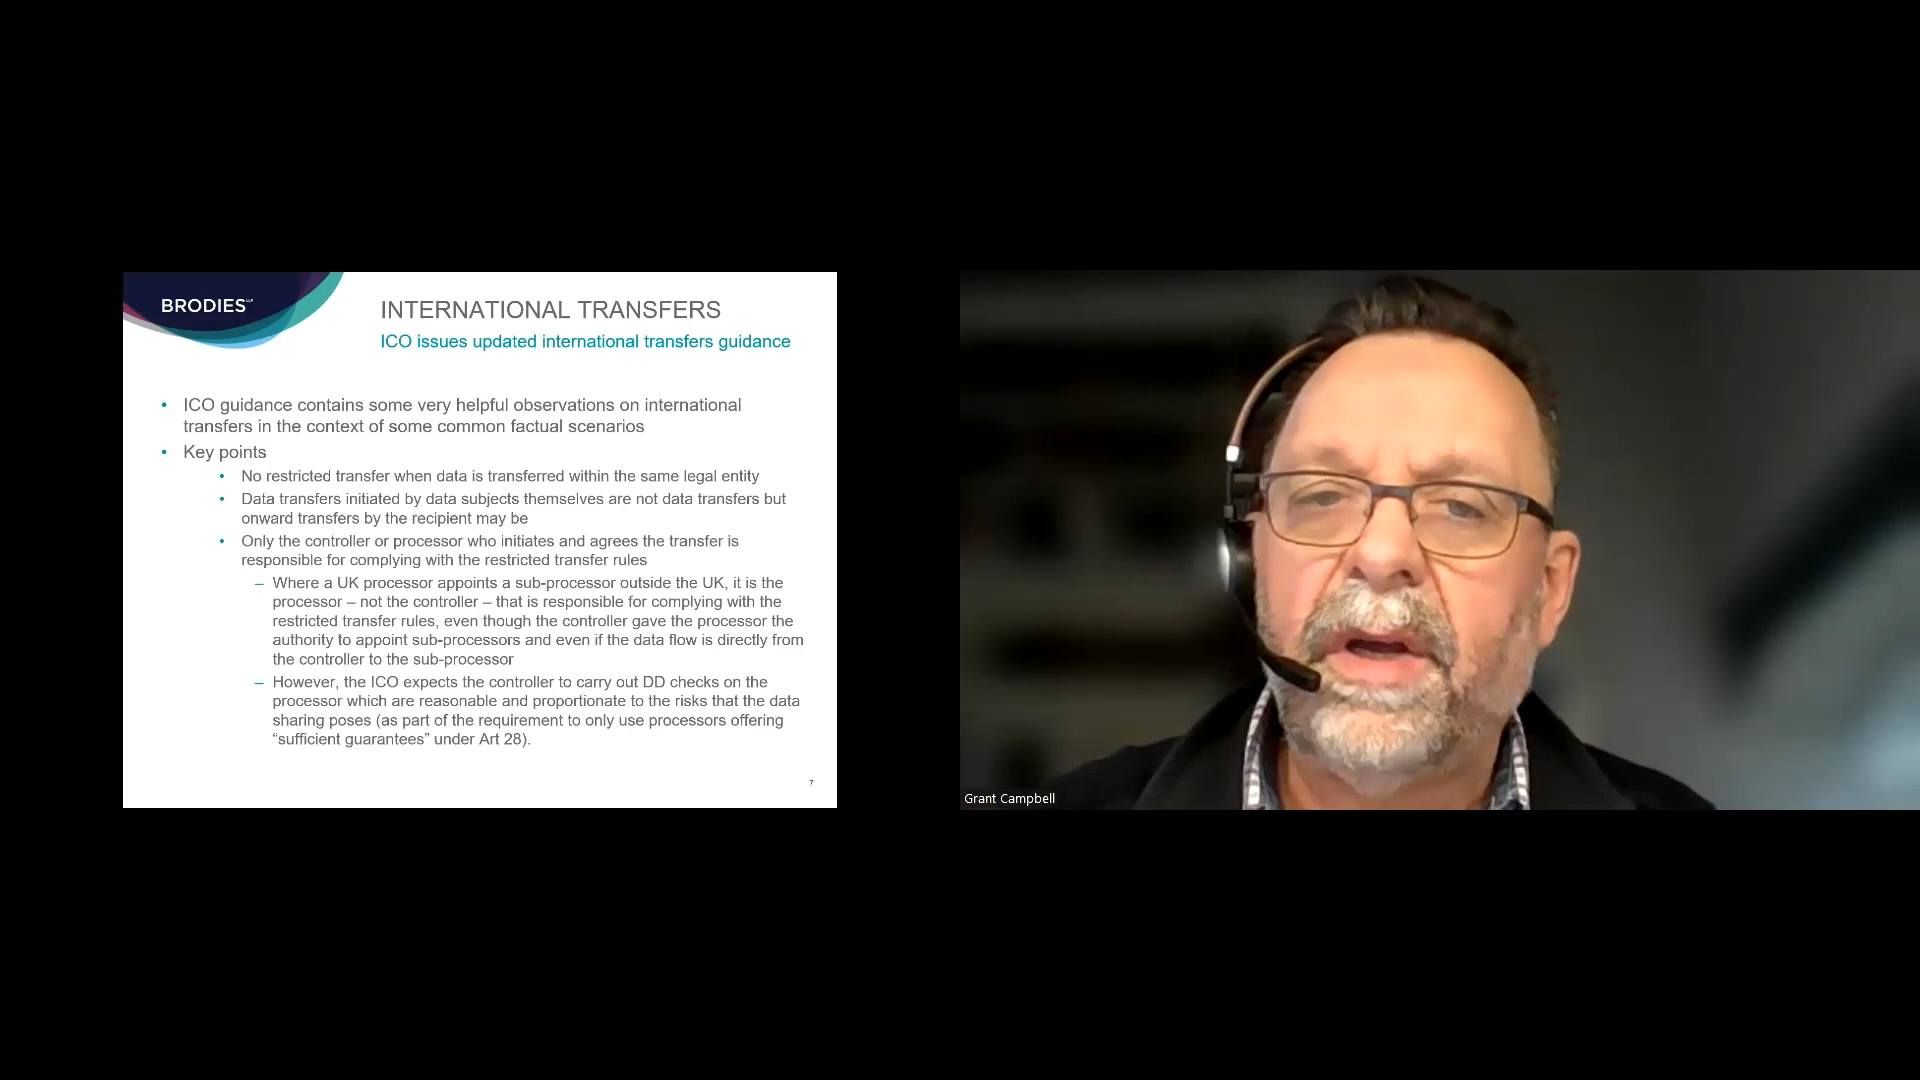 BRODIES LLP
INTERNATIONAL TRANSFERS
ICO issues updated international transfers guidance
• ICO guidance contains some very helpful observations on international
transfers in the context of some common factual scenarios
• Key points
• No restricted transfer when data is transferred within the same legal entity
• Data transfers initiated by data subjects themselves are not data transfers but
onward transfers by the recipient may be
• Only the controller or processor who initiates and agrees the transfer is
responsible for complying with the restricted transfer rules
– Where a UK processor appoints a sub-processor outside the UK, it is the
processor – not the controller – that is responsible for complying with the
restricted transfer rules, even though the controller gave the processor the
authority to appoint sub-processors and even if the data flow is directly from
the controller to the sub-processor
– However, the ICO expects the controller to carry out DD checks on the
processor which are reasonable and proportionate to the risks that the data
sharing poses (as part of the requirement to only use processors offering
“sufficient guarantees” under Art 28).
7
Grant Campbell